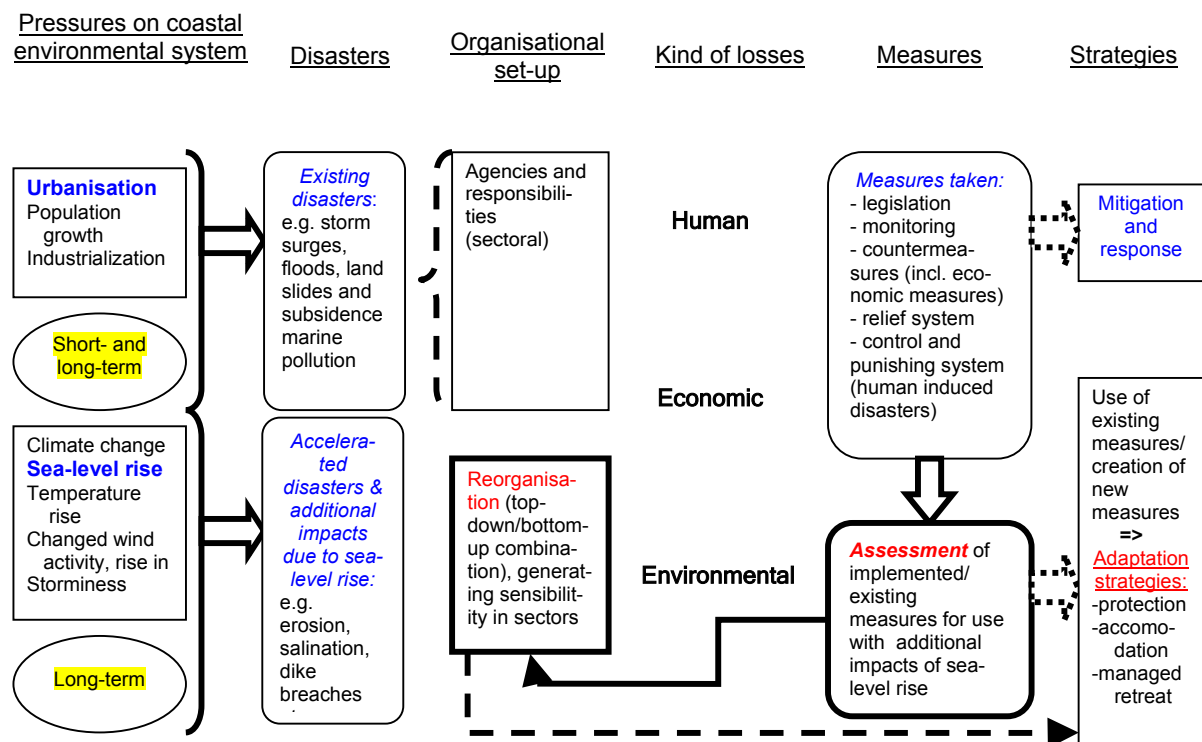 Pressures on coastal
environmental system
Disasters
Organisational
set-up
Kind of losses
Measures
Strategies
Urbanisation
Population
growth
Industrialization
Short- and
long-term
Climate change
Sea-level rise
Temperature
rise
Changed wind
activity, rise in
Storminess
Long-term
Existing
disasters:
e.g. storm
surges,
floods, land
slides and
subsidence
marine
pollution
Accelera-
ted
disasters &
additional
impacts
due to sea-
level rise:
e.g.
erosion,
salination,
dike
breaches
Agencies and
responsibili-
ties
(sectoral)
Reorganisa-
tion (top-
down/bottom-
up combina-
tion), generat-
ing sensibil-
ity in sectors
Human
Economic
Environmental
Measures taken:
- legislation
- monitoring
- countermea-
sures (incl. eco-
nomic measures)
- relief system
- control and
punishing system
(human induced
disasters)
Assessment of
implemented/
existing
measures for use
with additional
impacts of sea-
level rise
Mitigation
and
response
Use of
existing
measures/
creation of
new
measures
=>
Adaptation
strategies:
-protection
-accomo-
dation
-managed
retreat